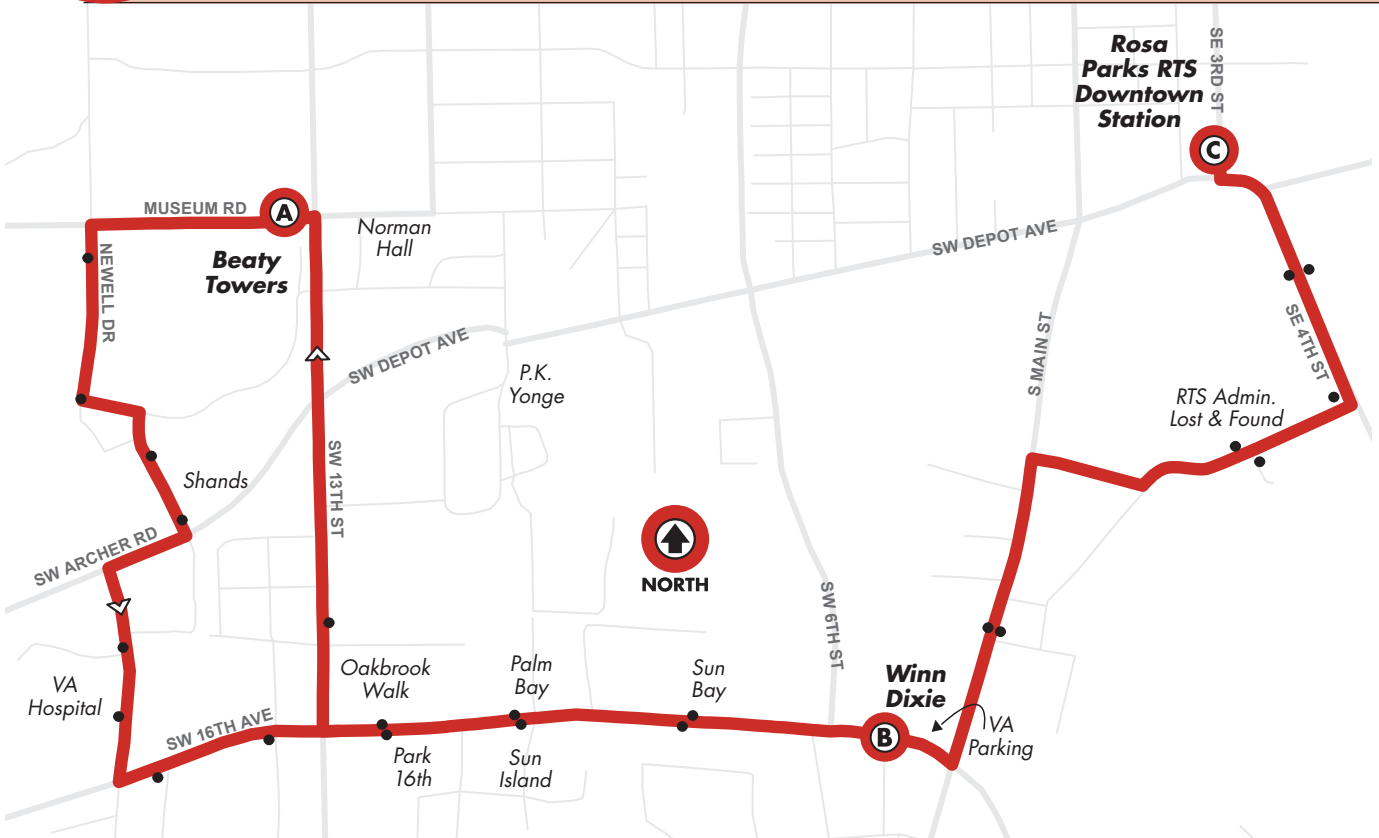 Rosa
Parks RTS
Downtown
Station
SE 3RD ST
C
MUSEUM RD
A
Norman
Hall
Beaty
Towers
NEWELL DR
SW DEPOT AVE
SW DEPOT AVE
P.K.
Yonge
S MAIN ST
SE 4TH ST
RTS Admin.
Lost & Found
Shands
SW 13TH ST
SW ARCHER RD
NORTH
SW 6TH ST
VA
Hospital
Oakbrook
Walk
Palm
Bay
Sun
Bay
Winn
Dixie
SW 16TH AVE
B
VA
Parking
Park
16th
Sun
Island